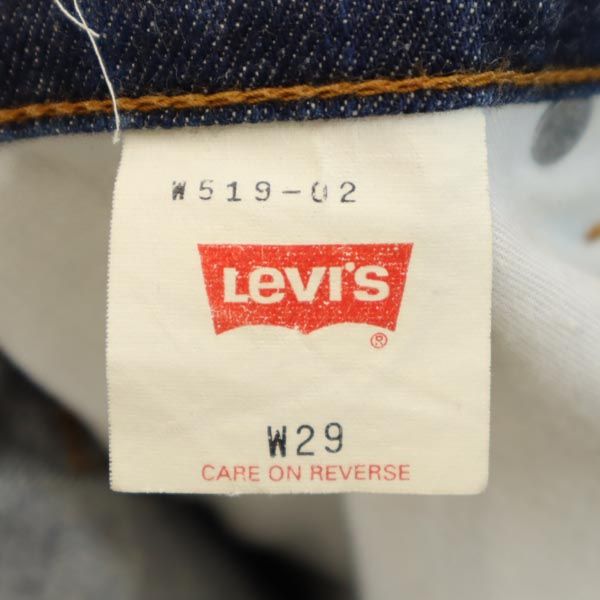 W519-02
Levi's
®
W29
CARE ON REVERSE